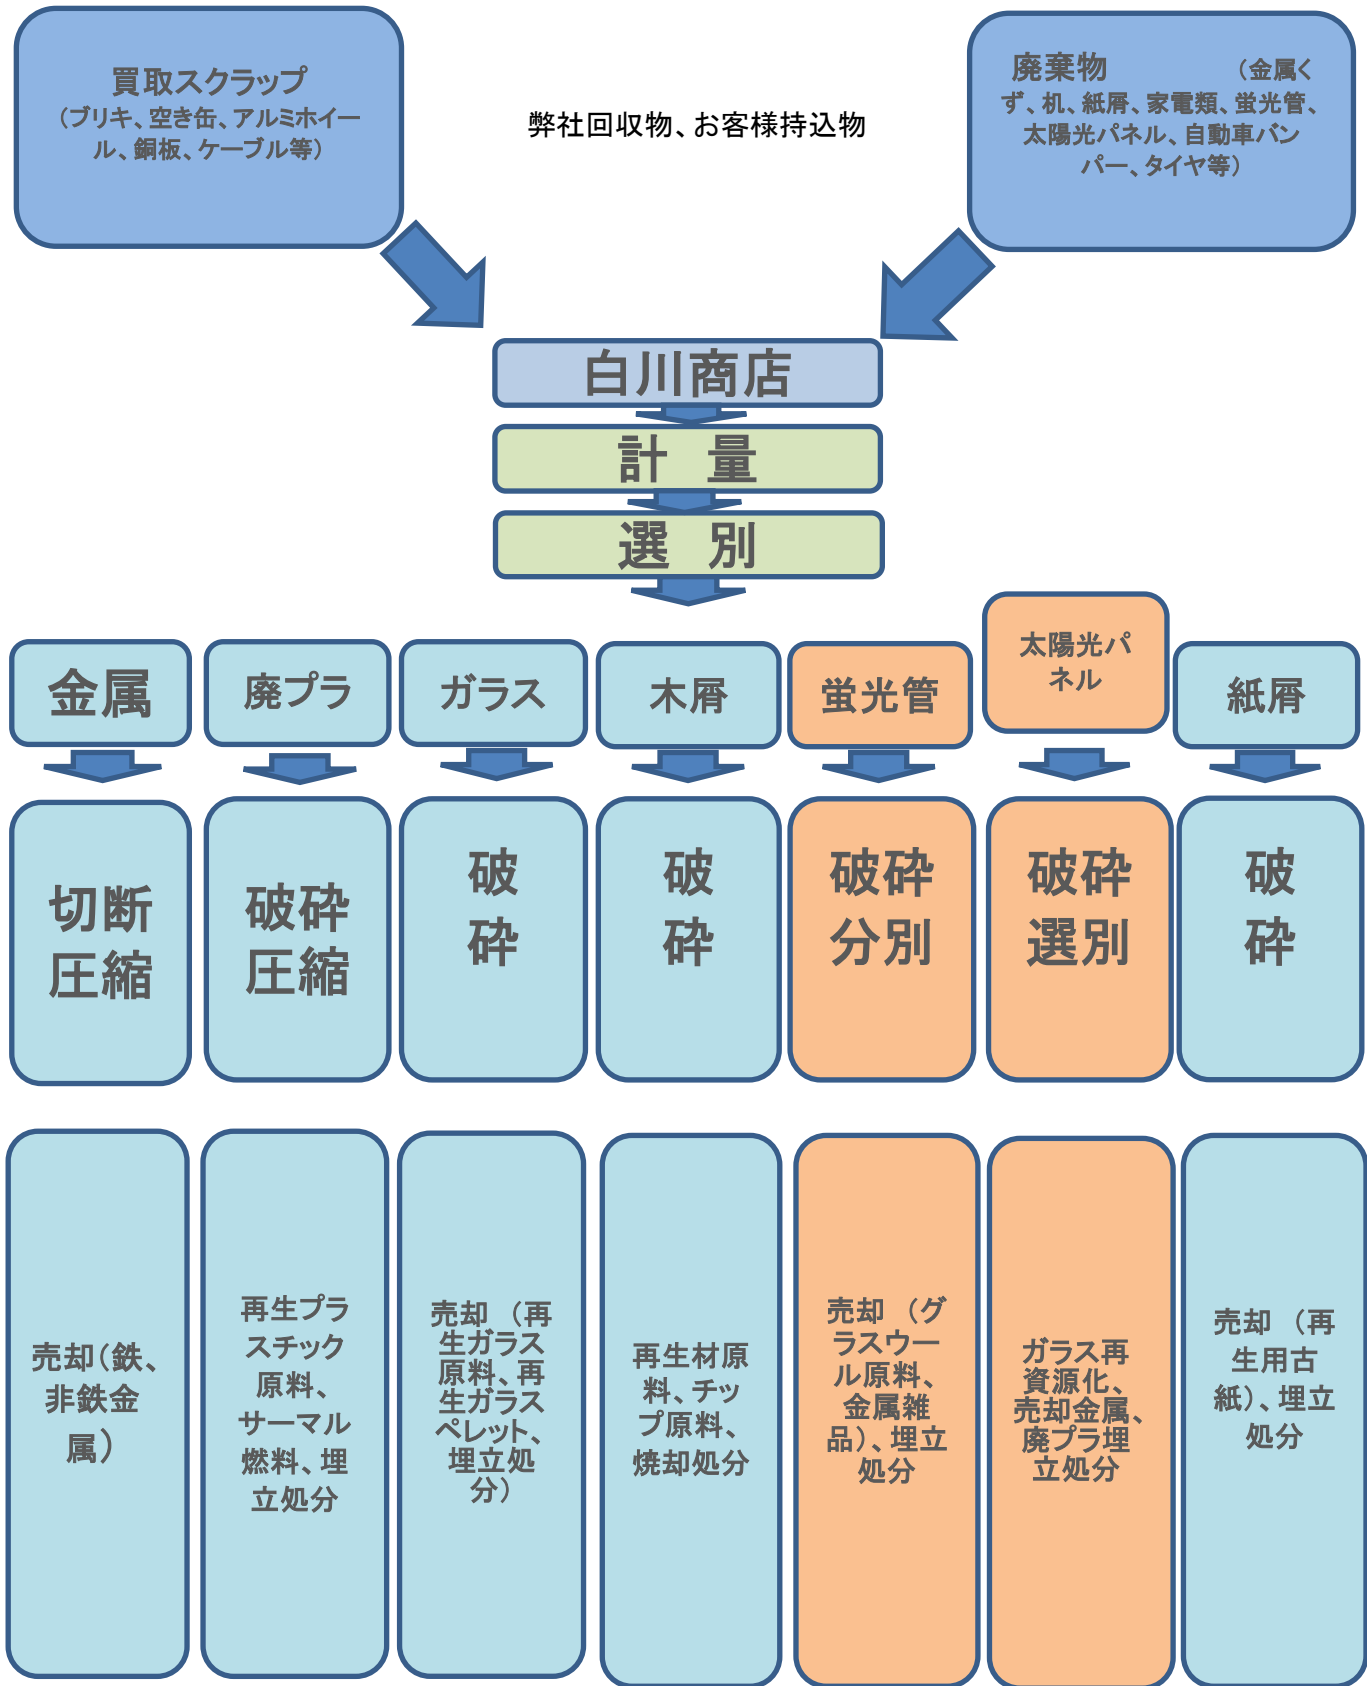 買取スクラップ
（ブリキ、空き缶、アルミホイー
ル、銅板、ケーブル等）
弊社回収物、お客様持込物
廃棄物　　　　（金属く
ず、机、紙屑、家電類、蛍光管、
太陽光パネル、自動車バン
パー、タイヤ等）
白川商店
計　量
選　別
金属
廃プラ
ガラス
木屑
蛍光管
太陽光パ
ネル
紙屑
切断
圧縮
破砕
圧縮
破
砕
破
砕
破砕
分別
破砕
選別
破
砕
売却（鉄、
非鉄金
属）
再生プラ
スチック
原料、
サーマル
燃料、埋
立処分
売却　（再
生ガラス
原料、再
生ガラス
ペレット、
埋立処
分）
再生材原
料、チッ
プ原料、
焼却処分
売却　（グ
ラスウー
ル原料、
金属雑
品）、埋立
処分
ガラス再
資源化、
売却金属、
廃プラ埋
立処分
売却　（再
生用古
紙）、埋立
処分